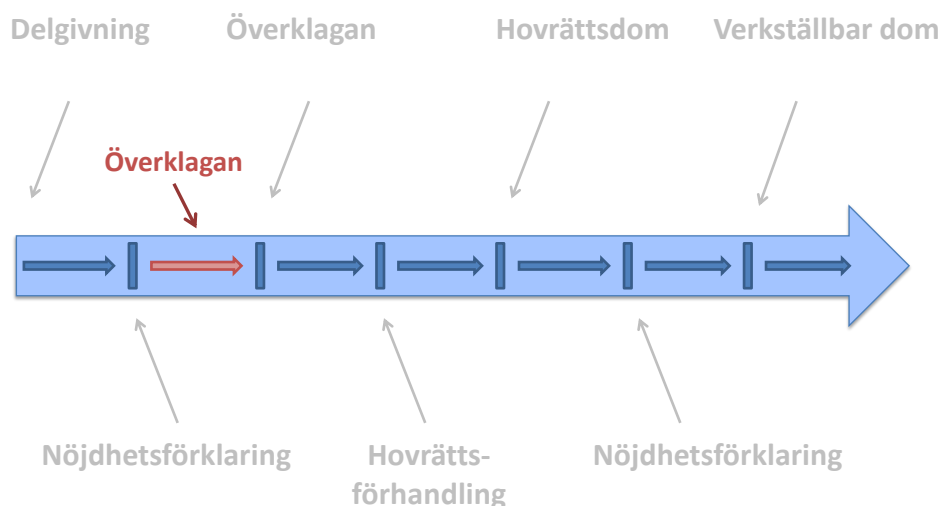 Delgivning
Överklagan
Hovrättsdom
Verkställbar dom
Överklagan
Nöjdhetsförklaring
Hovrätts-
förhandling
Nöjdhetsförklaring